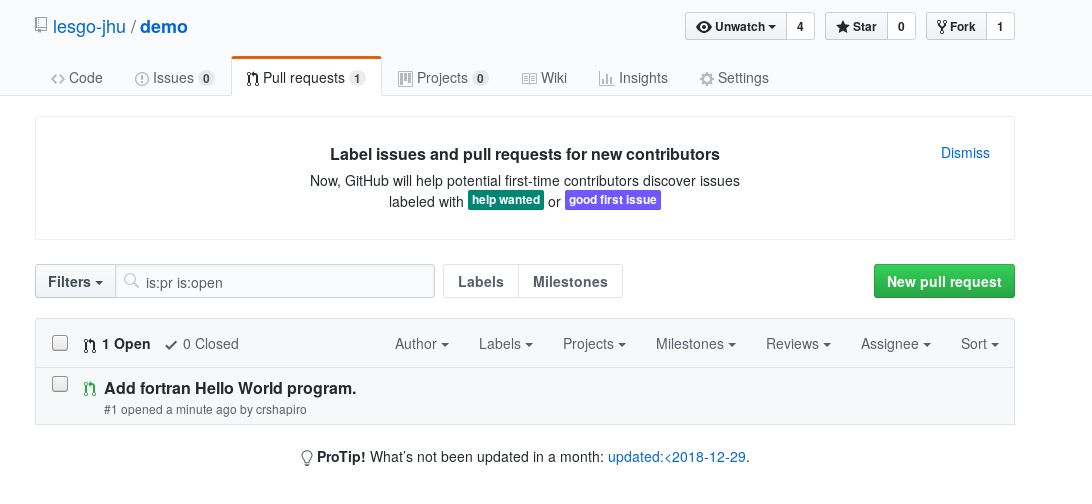 lesgo-jhu / demo
Unwatch 4 Star 0 Fork 1
Code Issues 0 Pull requests 1 Projects 0 Wiki Insights Settings
Label issues and pull requests for new contributors
Dismiss
Now, GitHub will help potential first-time contributors discover issues
labeled with help wanted or good first issue
Filters is:pr is:open Labels Milestones New pull request
1 Open 0 Closed Author Labels Projects Milestones Reviews Assignee Sort
Add fortran Hello World program.
#1 opened a minute ago by crshapiro
ProTip! What's not been updated in a month: updated:<2018-12-29.